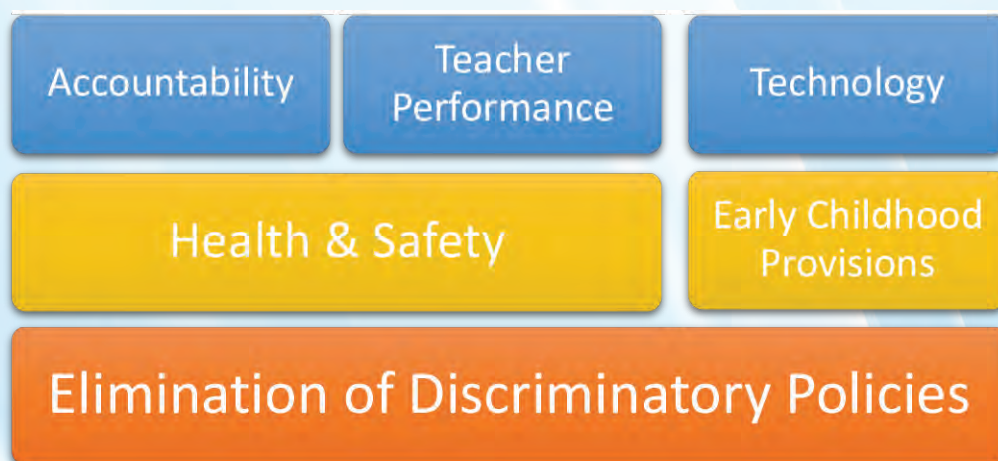 Accountability
Teacher
Performance
Technology
Health & Safety
Early Childhood
Provisions
Elimination of Discriminatory Policies